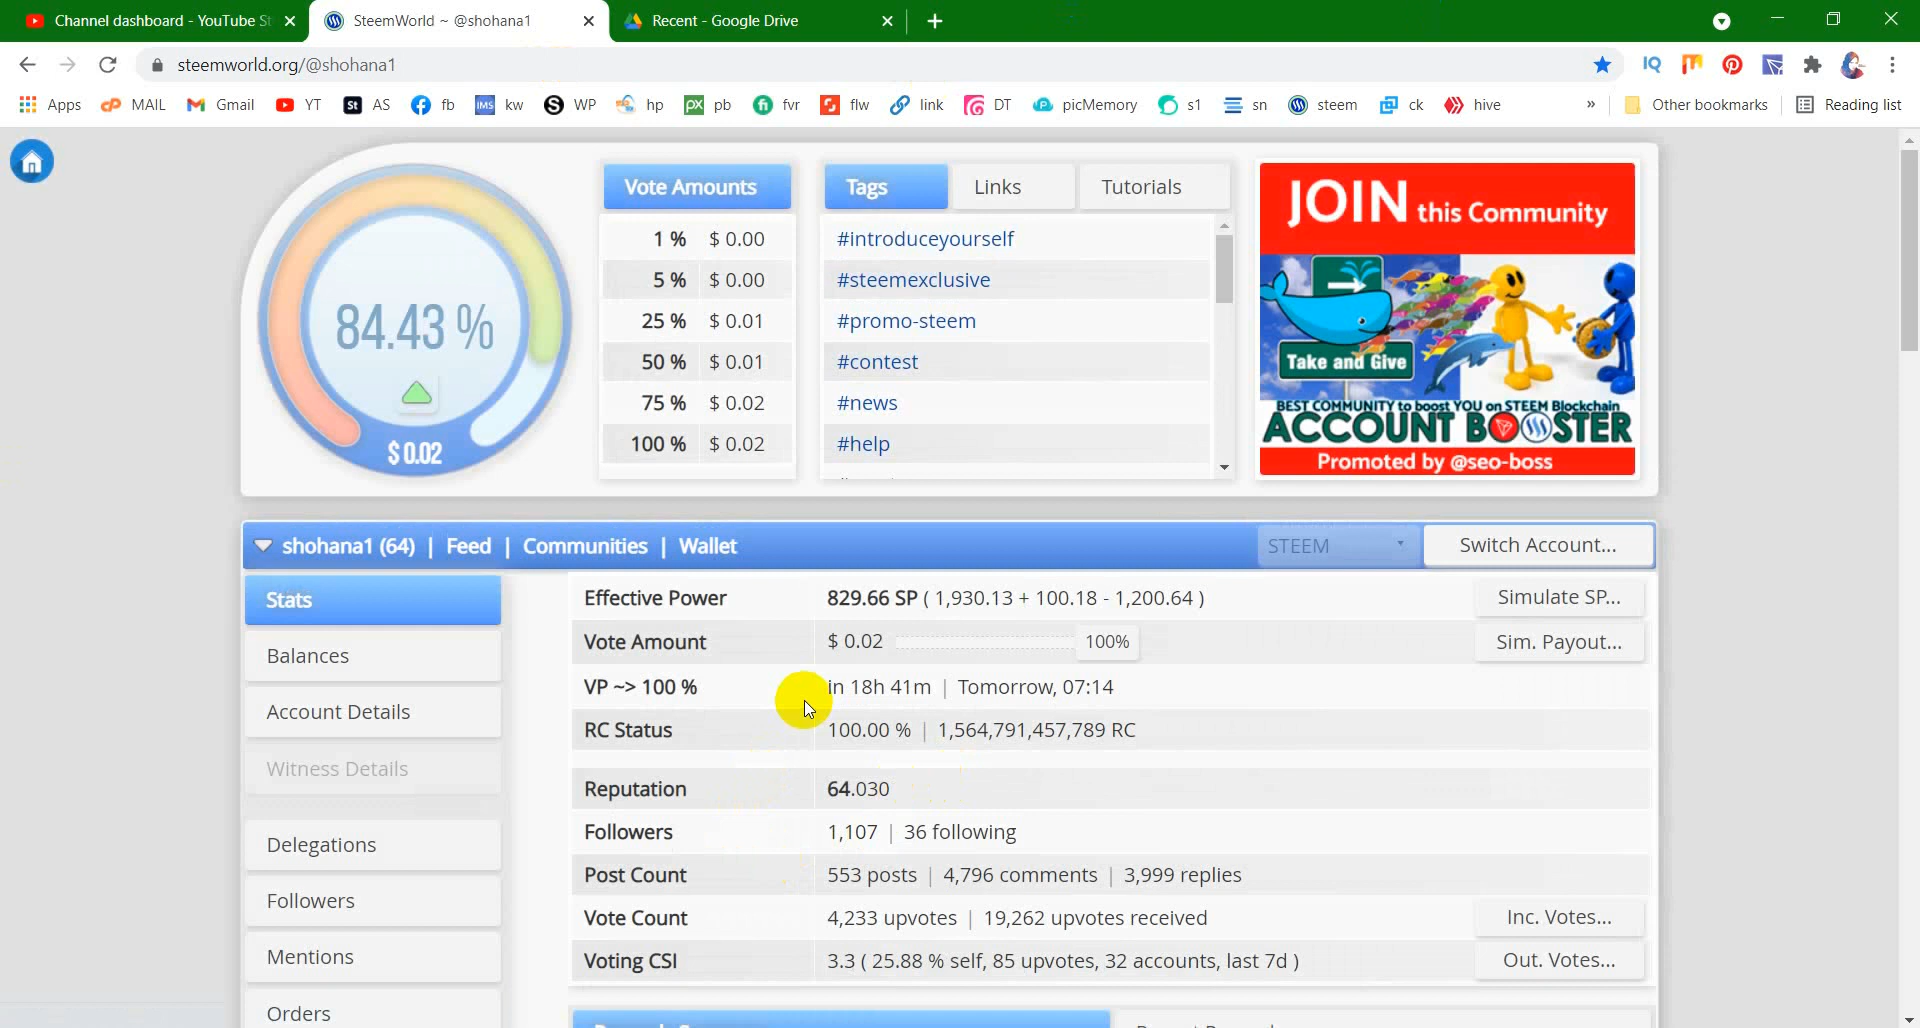 Channel dashboard - YouTube St
SteemWorld ~ @shohana1
Recent - Google Drive
steemworld.org/@shohana1
Apps MAIL Gmail YT AS fb kw WP hp pb fvr flw link DT picMemory s1 sn steem ck hive » Other bookmarks Reading list
84.43 %
$ 0.02
Vote Amounts
1 % $ 0.00
5 % $ 0.00
25 % $ 0.01
50 % $ 0.01
75 % $ 0.02
100 % $ 0.02
Tags Links Tutorials
#introduceyourself
#steemexclusive
#promo-steem
#contest
#news
#help
JOIN this Community
Take and Give
BEST COMMUNITY to boost YOU on STEEM Blockchain
ACCOUNT BOOSTER
Promoted by @seo-boss
shohana1 (64) | Feed | Communities | Wallet
STEEM
Switch Account...
Stats
Balances
Account Details
Witness Details
Delegations
Followers
Mentions
Orders
Effective Power 829.66 SP ( 1,930.13 + 100.18 - 1,200.64 ) Simulate SP...
Vote Amount $ 0.02 100% Sim. Payout...
VP ~> 100 % in 18h 41m | Tomorrow, 07:14
RC Status 100.00 % | 1,564,791,457,789 RC
Reputation 64.030
Followers 1,107 | 36 following
Post Count 553 posts | 4,796 comments | 3,999 replies
Vote Count 4,233 upvotes | 19,262 upvotes received Inc. Votes...
Voting CSI 3.3 ( 25.88 % self, 85 upvotes, 32 accounts, last 7d ) Out. Votes...